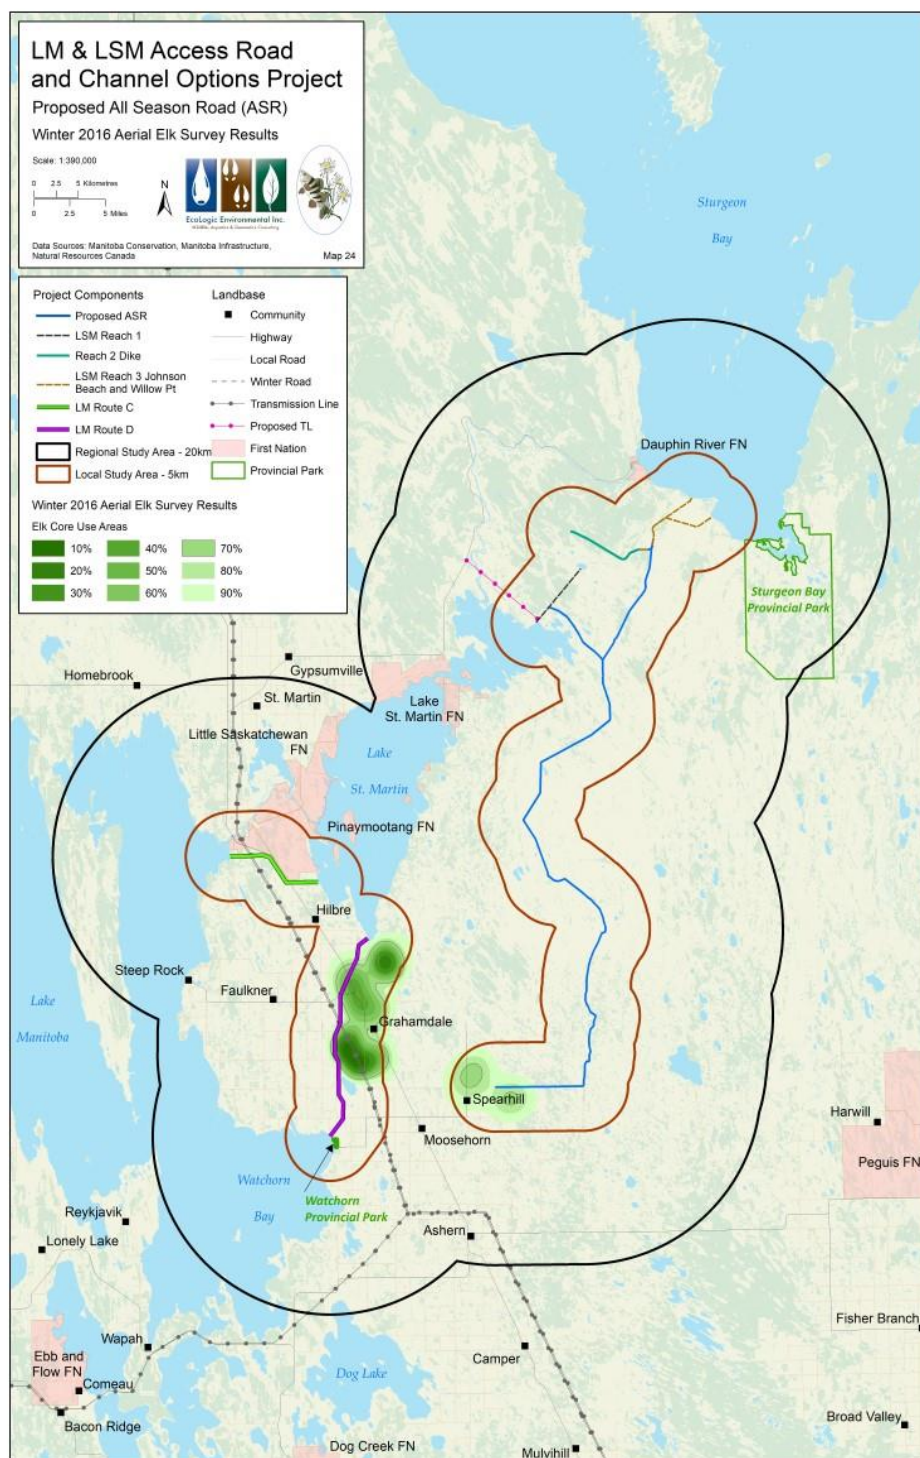 LM & LSM Access Road
and Channel Options Project
Proposed All Season Road (ASR)
Winter 2016 Aerial Elk Survey Results
Scale: 1:390,000
0 2.5 5 Kilometres
0 2.5 5 Miles
N
EcoLogic Environmental Inc.
Data Sources: Manitoba Conservation, Manitoba Infrastructure,
Natural Resources Canada
Map 24
Project Components
Proposed ASR
LSM Reach 1
Reach 2 Dike
LSM Reach 3 Johnson
Beach and Willow Pt
LM Route C
LM Route D
Regional Study Area - 20km
Local Study Area - 5km
Landbase
Community
Highway
Local Road
Winter Road
Transmission Line
Proposed TL
First Nation
Provincial Park
Winter 2016 Aerial Elk Survey Results
Elk Core Use Areas
10% 40% 70%
20% 50% 80%
30% 60% 90%
Sturgeon
Bay
Dauphin River FN
Sturgeon Bay
Provincial Park
Gypsumville
Homebrook
St. Martin
Lake
St. Martin FN
Little Saskatchewan
FN
Lake
St. Martin
Pinaymootang FN
Hilbre
Steep Rock
Faulkner
Lake
Manitoba
Grahamdale
Spearhill
Harwill
Moosehorn
Peguis FN
Watchorn
Bay
Watchorn
Provincial Park
Reykjavik
Lonely Lake
Ashern
Fisher Branch
Wapah
Ebb and
Flow FN
Camper
Dog Lake
Comeau
Bacon Ridge
Broad Valley
Dog Creek FN
Mulvihill